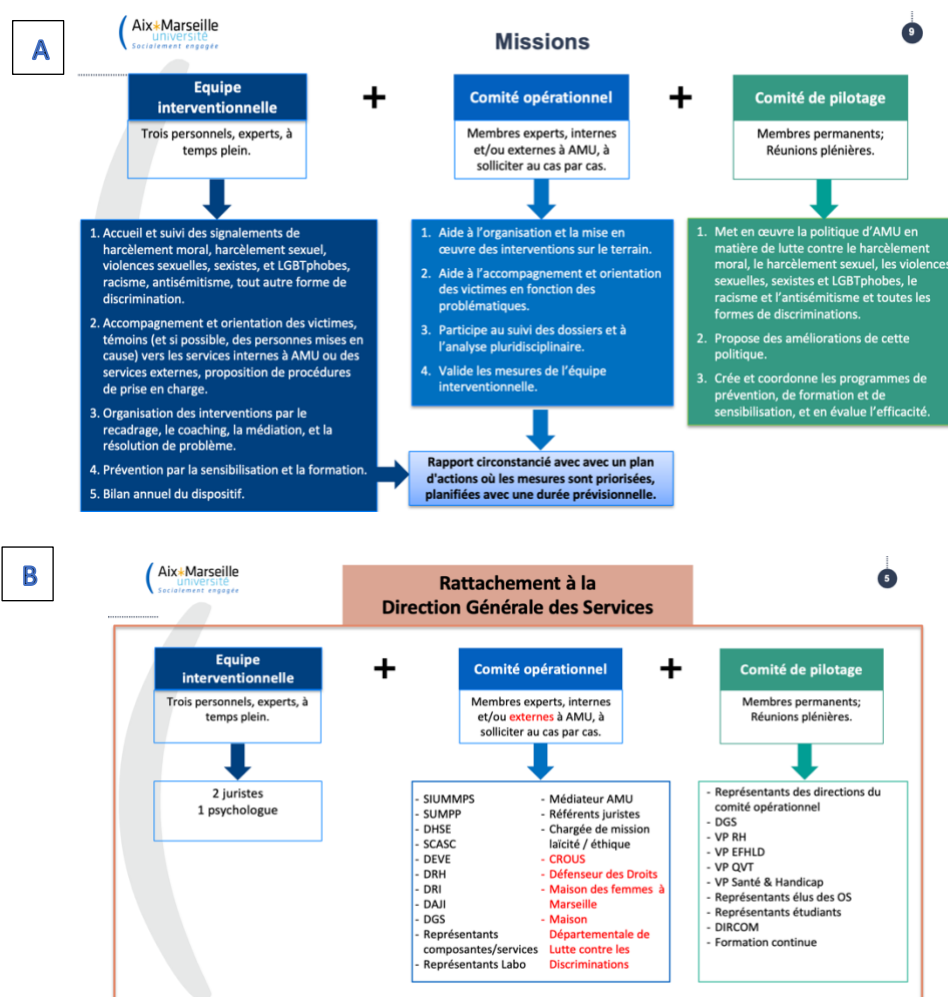 A
Aix★Marseille
université
Socialement engagée
Missions
9
Equipe
interventionnelle
+
Comité opérationnel
+
Comité de pilotage
Trois personnels, experts, à
temps plein.
Membres experts, internes
et/ou externes à AMU, à
solliciter au cas par cas.
Membres permanents;
Réunions plénières.
1. Accueil et suivi des signalements de
harcèlement moral, harcèlement sexuel,
violences sexuelles, sexistes, et LGBTphobes,
racisme, antisémitisme, tout autre forme de
discrimination.
2. Accompagnement et orientation des victimes,
témoins (et si possible, des personnes mises en
cause) vers les services internes à AMU ou des
services externes, proposition de procédures
de prise en charge.
3. Organisation des interventions par le
recadrage, le coaching, la médiation, et la
résolution de problème.
4. Prévention par la sensibilisation et la formation.
5. Bilan annuel du dispositif.
1. Aide à l'organisation et la mise en
œuvre des interventions sur le terrain.
2. Aide à l'accompagnement et orientation
des victimes en fonction des
problématiques.
3. Participe au suivi des dossiers et à
l'analyse pluridisciplinaire.
4. Valide les mesures de l'équipe
interventionnelle.
Rapport circonstancié avec avec un plan
d'actions où les mesures sont priorisées,
planifiées avec une durée prévisionnelle.
1. Met en œuvre la politique d'AMU en
matière de lutte contre le harcèlement
moral, le harcèlement sexuel, les violences
sexuelles, sexistes et LGBTphobes, le
racisme et l'antisémitisme et toutes les
formes de discriminations.
2. Propose des améliorations de cette
politique.
3. Crée et coordonne les programmes de
prévention, de formation et de
sensibilisation, et en évalue l'efficacité.
B
Aix★Marseille
université
Socialement engagée
Rattachement à la
Direction Générale des Services
5
Equipe
interventionnelle
+
Comité opérationnel
+
Comité de pilotage
Trois personnels, experts, à
temps plein.
Membres experts, internes
et/ou externes à AMU, à
solliciter au cas par cas.
Membres permanents;
Réunions plénières.
2 juristes
1 psychologue
- SIUMMPS
- SUMPP
- DHSE
- SCASC
- DEVE
- DRH
- DRI
- DAJI
- DGS
- Représentants
composantes/services
- Représentants Labo
- Médiateur AMU
- Référents juristes
- Chargée de mission
laïcité / éthique
- CROUS
- Défenseur des Droits
- Maison des femmes à
Marseille
- Maison
Départementale de
Lutte contre les
Discriminations
- Représentants des directions du
comité opérationnel
- DGS
- VP RH
- VP EFHLD
- VP QVT
- VP Santé & Handicap
- Représentants élus des OS
- Représentants étudiants
- DIRCOM
- Formation continue